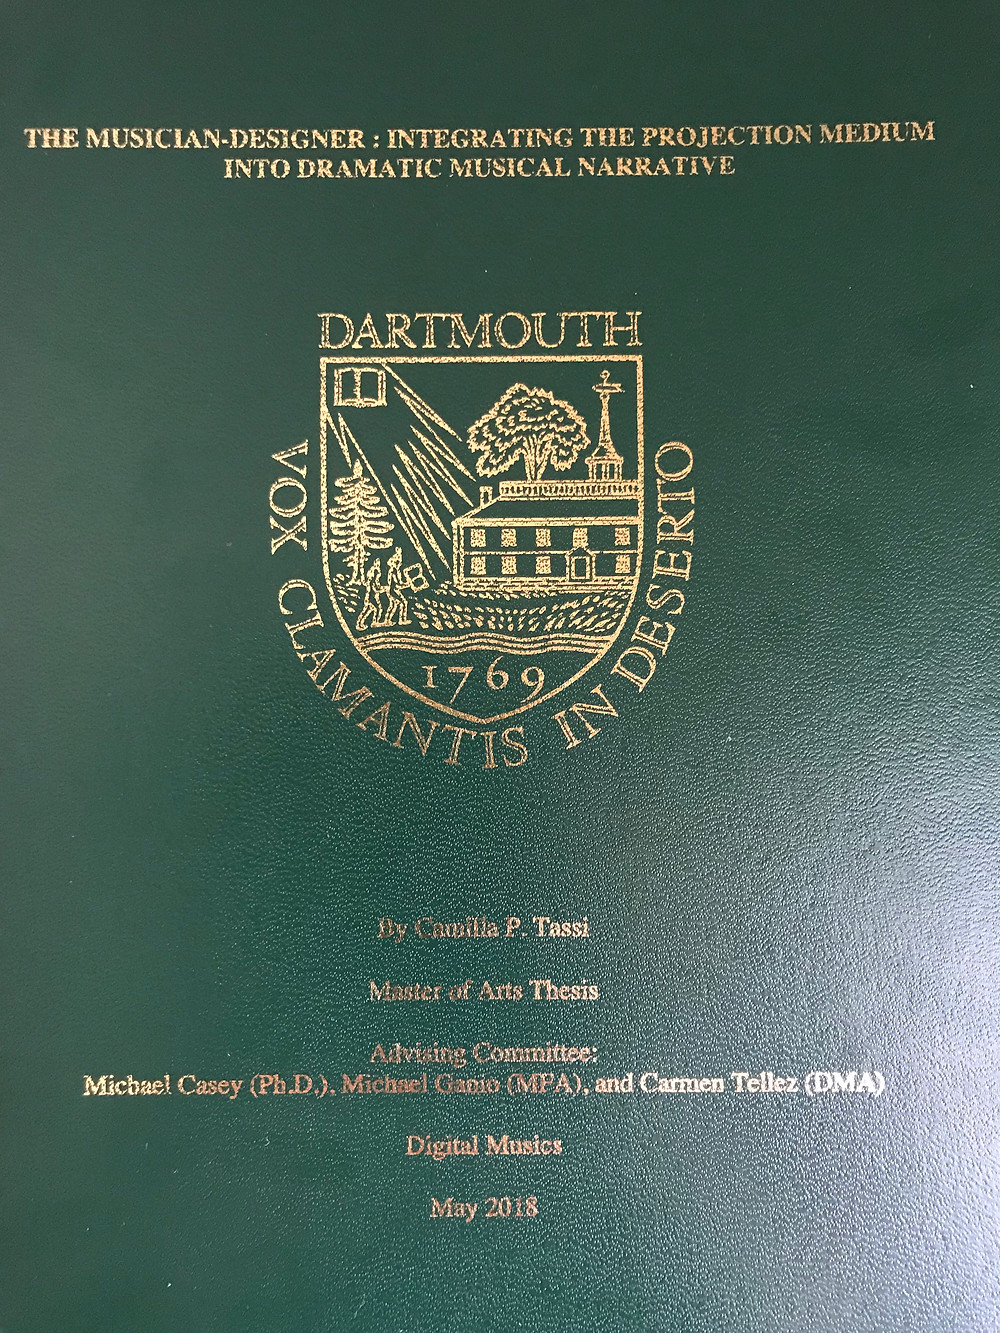 THE MUSICIAN-DESIGNER : INTEGRATING THE PROJECTION MEDIUM
INTO DRAMATIC MUSICAL NARRATIVE
DARTMOUTH
VOX CLAMANTIS IN DESERTO
1769
By Camilla P. Tassi
Master of Arts Thesis
Advising Committee:
Michael Casey (Ph.D.), Michael Ganio (MFA), and Carmen Tellez (DMA)
Digital Musics
May 2018